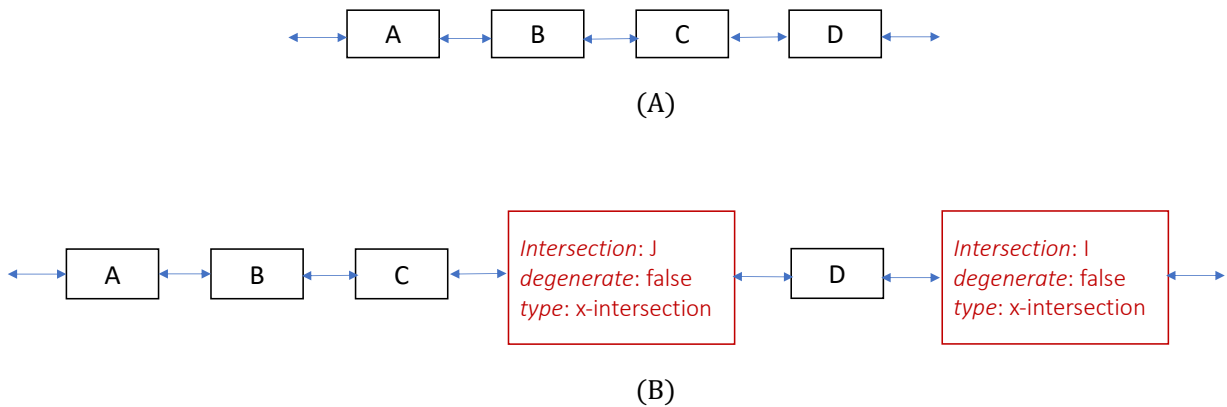 A B C D
(A)
A B C
Intersection: J
degenerate: false
type: x-intersection
D
Intersection: I
degenerate: false
type: x-intersection
(B)